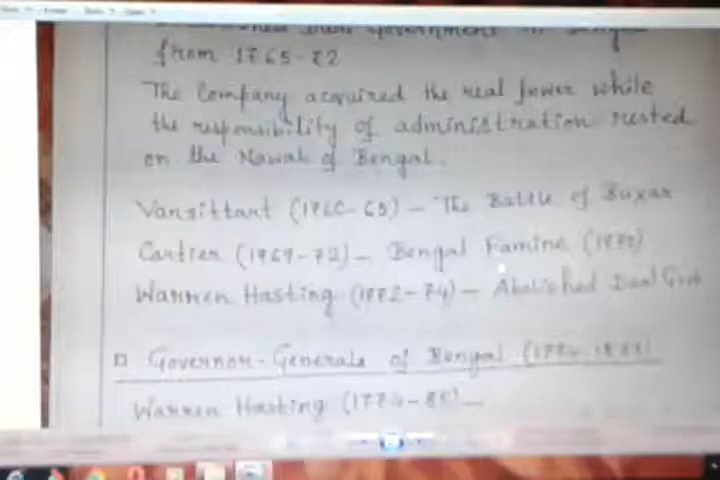 from 1765-72
The Company acquired the real power while
the responsibility of administration rested
on the Nawab of Bengal.
Vansittart (1760-65) – The Battle of Buxar
Cartier (1769-72) – Bengal Famine (1770)
Warren Hasting (1772-74) – Abolished Dual Govt
Governor-Generals of Bengal
Warren Hasting (1774-85) –